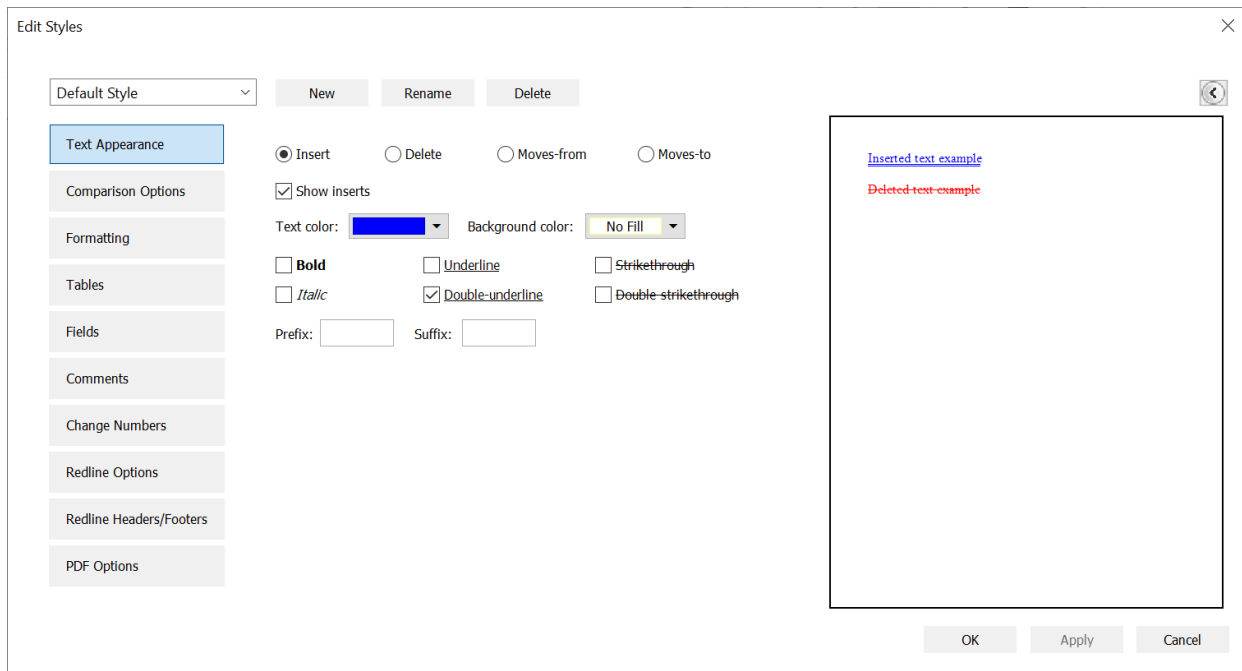 Edit Styles
Default Style
New
Rename
Delete
Text Appearance
Comparison Options
Formatting
Tables
Fields
Comments
Change Numbers
Redline Options
Redline Headers/Footers
PDF Options
Insert Delete Moves-from Moves-to
Show inserts
Text color: Background color: No Fill
Bold Underline Strikethrough
Italic Double-underline Double strikethrough
Prefix: Suffix:
Inserted text example
Deleted text example
OK Apply Cancel